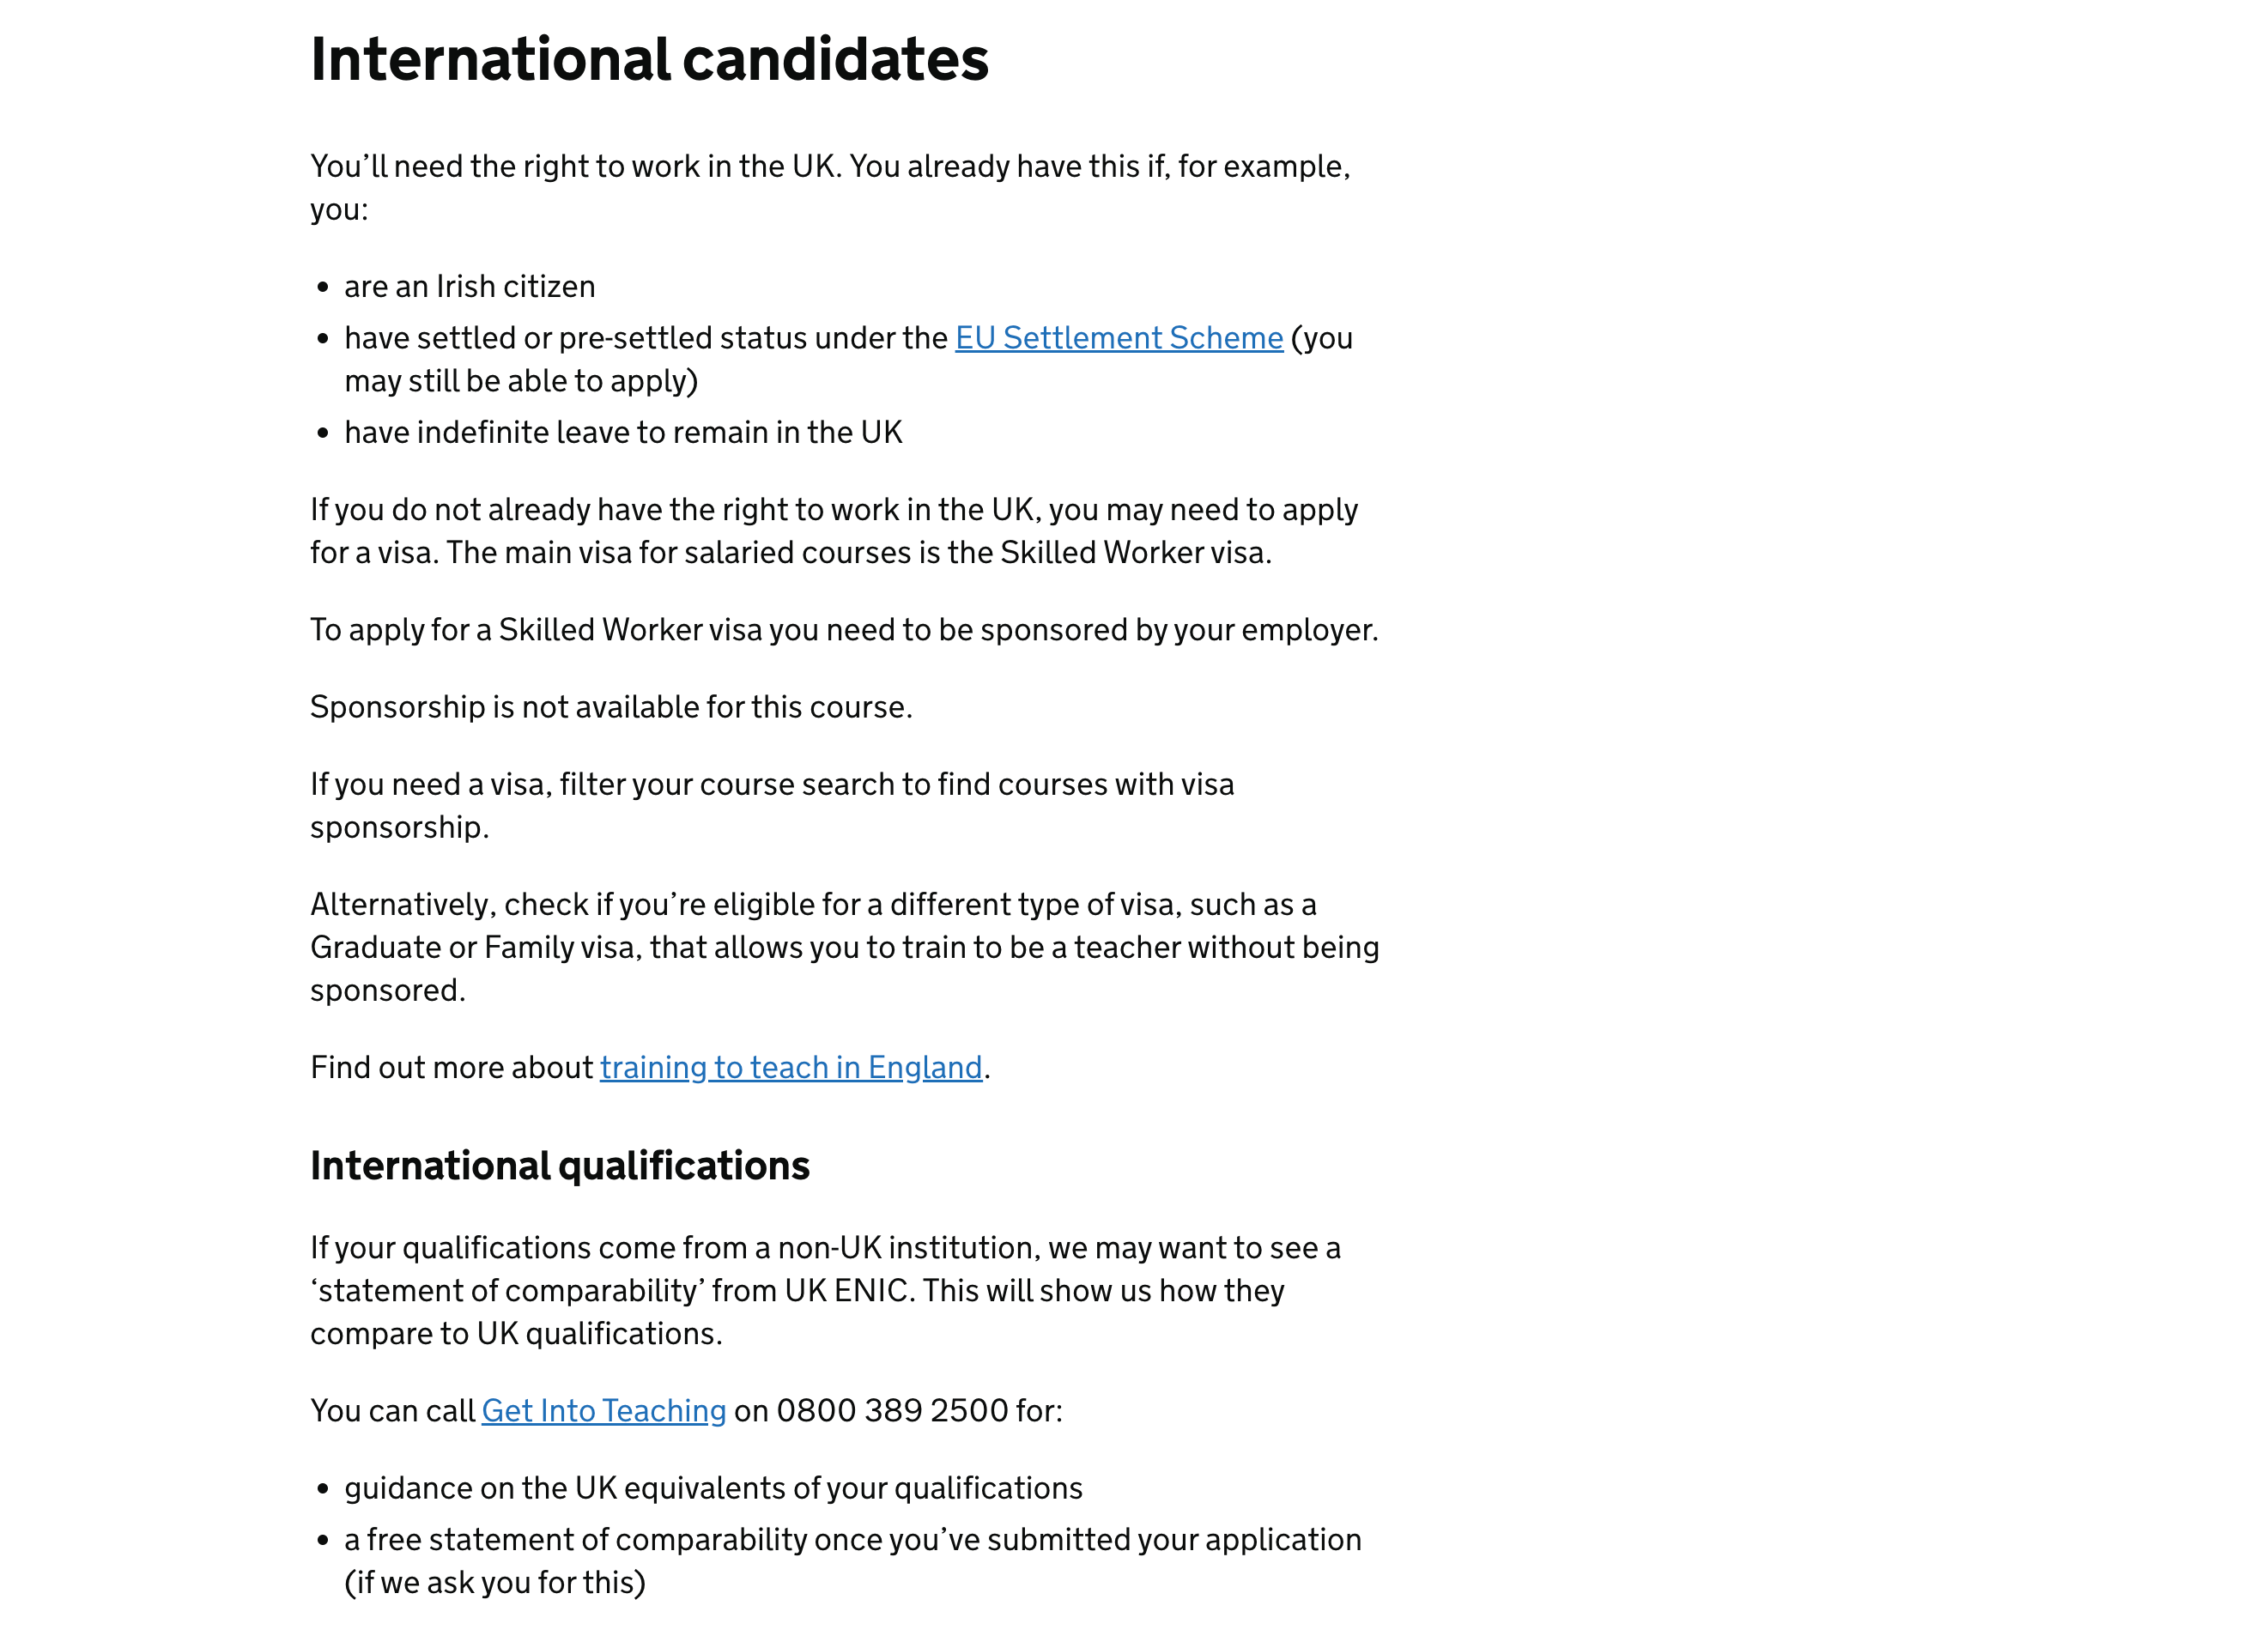 International candidates
You’ll need the right to work in the UK. You already have this if, for example,
you:
• are an Irish citizen
• have settled or pre-settled status under the EU Settlement Scheme (you
may still be able to apply)
• have indefinite leave to remain in the UK
If you do not already have the right to work in the UK, you may need to apply
for a visa. The main visa for salaried courses is the Skilled Worker visa.
To apply for a Skilled Worker visa you need to be sponsored by your employer.
Sponsorship is not available for this course.
If you need a visa, filter your course search to find courses with visa
sponsorship.
Alternatively, check if you’re eligible for a different type of visa, such as a
Graduate or Family visa, that allows you to train to be a teacher without being
sponsored.
Find out more about training to teach in England.
International qualifications
If your qualifications come from a non-UK institution, we may want to see a
‘statement of comparability’ from UK ENIC. This will show us how they
compare to UK qualifications.
You can call Get Into Teaching on 0800 389 2500 for:
• guidance on the UK equivalents of your qualifications
• a free statement of comparability once you’ve submitted your application
(if we ask you for this)